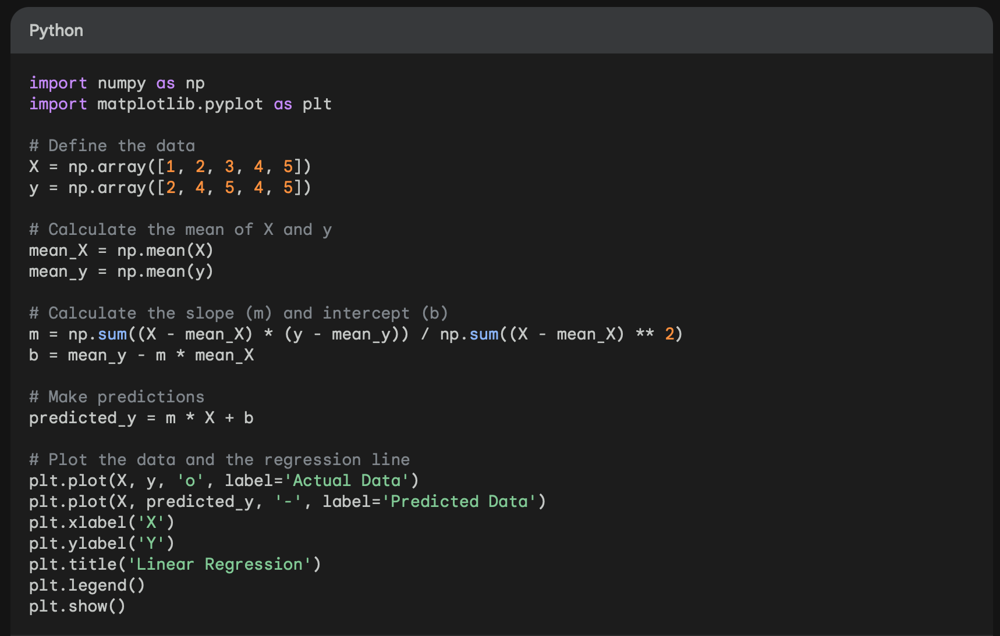 Python
import numpy as np
import matplotlib.pyplot as plt
# Define the data
X = np.array([1, 2, 3, 4, 5])
y = np.array([2, 4, 5, 4, 5])
# Calculate the mean of X and y
mean_X = np.mean(X)
mean_y = np.mean(y)
# Calculate the slope (m) and intercept (b)
m = np.sum((X - mean_X) * (y - mean_y)) / np.sum((X - mean_X) ** 2)
b = mean_y - m * mean_X
# Make predictions
predicted_y = m * X + b
# Plot the data and the regression line
plt.plot(X, y, 'o', label='Actual Data')
plt.plot(X, predicted_y, '-', label='Predicted Data')
plt.xlabel('X')
plt.ylabel('Y')
plt.title('Linear Regression')
plt.legend()
plt.show()